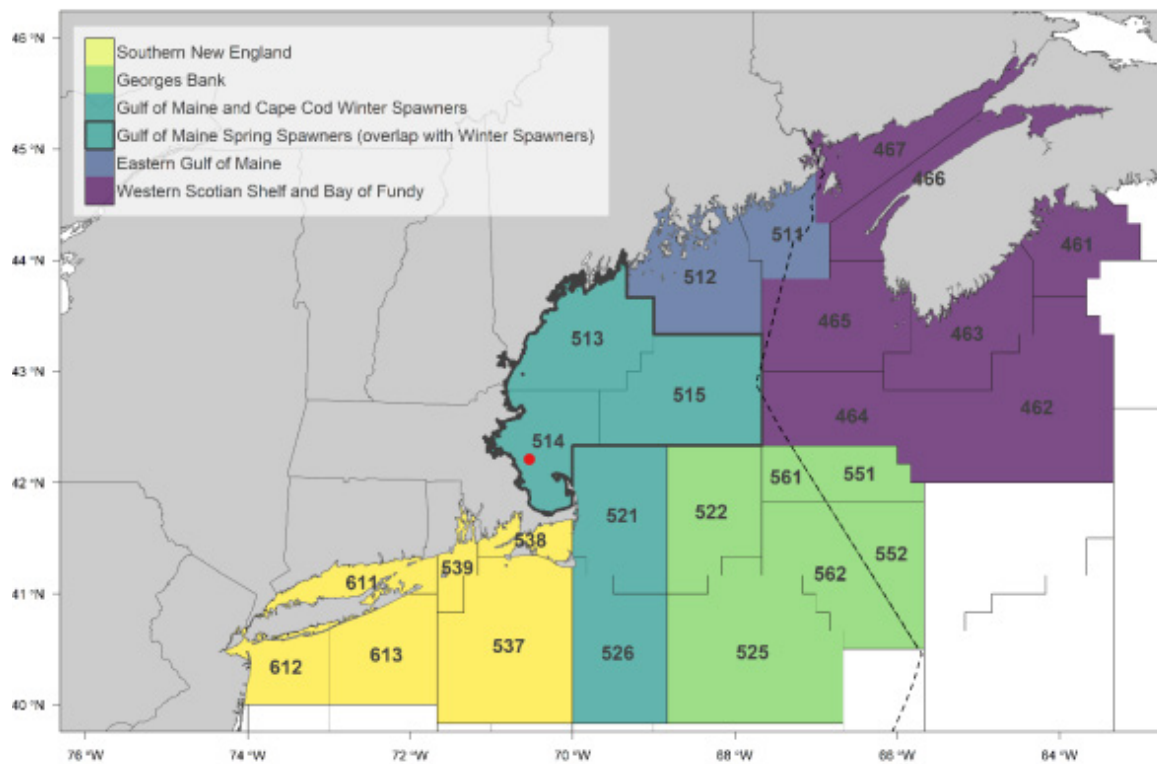 46 °N
45 °N
44 °N
43 °N
42 °N
41 °N
40 °N
Southern New England
Georges Bank
Gulf of Maine and Cape Cod Winter Spawners
Gulf of Maine Spring Spawners (overlap with Winter Spawners)
Eastern Gulf of Maine
Western Scotian Shelf and Bay of Fundy
467
466
511
461
512
465
463
513
515
464
462
514
561
551
521
522
538
552
539
562
611
537
526
525
612
613
76 °W
74 °W
72 °W
70 °W
68 °W
66 °W
64 °W